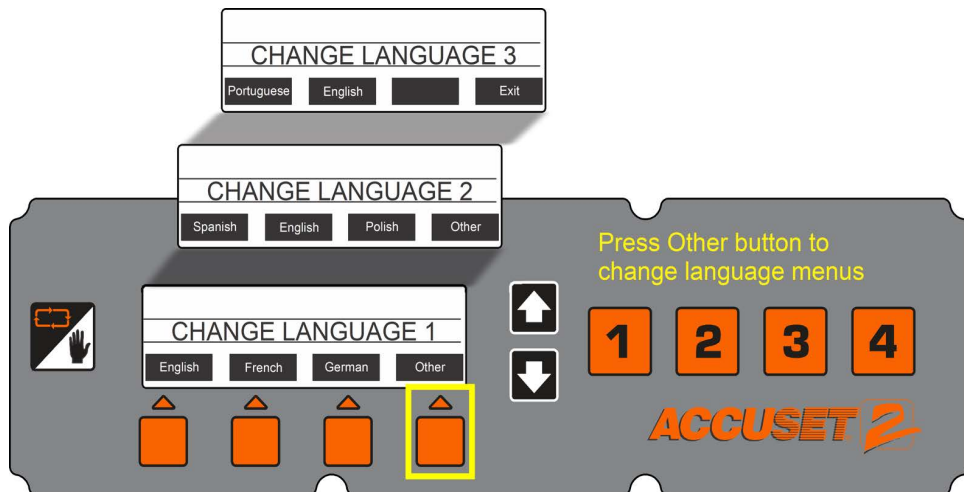 CHANGE LANGUAGE 3
Portuguese English Exit
CHANGE LANGUAGE 2
Spanish English Polish Other
Press Other button to
change language menus
CHANGE LANGUAGE 1
English French German Other
1 2 3 4
ACCUSET 2